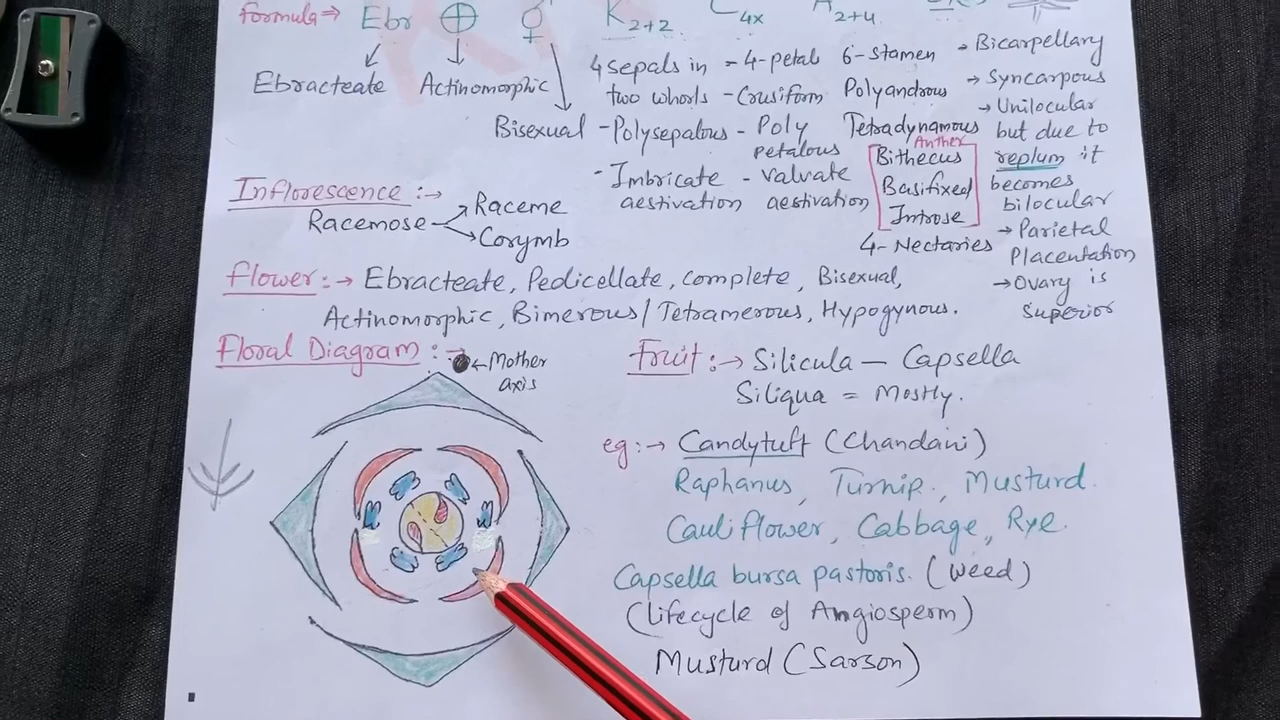 Formula → Ebr ⊕ ⚥ K2+2 C4x A2+4
Ebracteate Actinomorphic
Bisexual
4 sepals in
two whorls
-Polysepalous
- Imbricate
aestivation
= 4-petal
- Crusiform
- Poly
petalous
- valvate
aestivation
6-stamen
Polyandrous
Tetradynamous
Anther
Bithecus
Basifixed
Introse
4-Nectaries
→ Bicarpellary
→ Syncarpous
→ Unilocular
but due to
replum it
becomes
bilocular
→ Parietal
Placentation
→ Ovary is
superior
Inflorescence :→
Racemose → Raceme
→ Corymb
Flower :→ Ebracteate, Pedicellate, complete, Bisexual,
Actinomorphic, Bimerous/Tetramerous, Hypogynous.
Floral Diagram :→
← Mother
axis
Fruit :→ Silicula — Capsella
Siliqua = Mostly.
eg :→ Candytuft (Chandani)
Raphanus, Turnip, Musturd.
Cauliflower, Cabbage, Rye.
Capsella bursa pastoris. (weed)
(lifecycle of Angiosperm)
Musturd (Sarson)